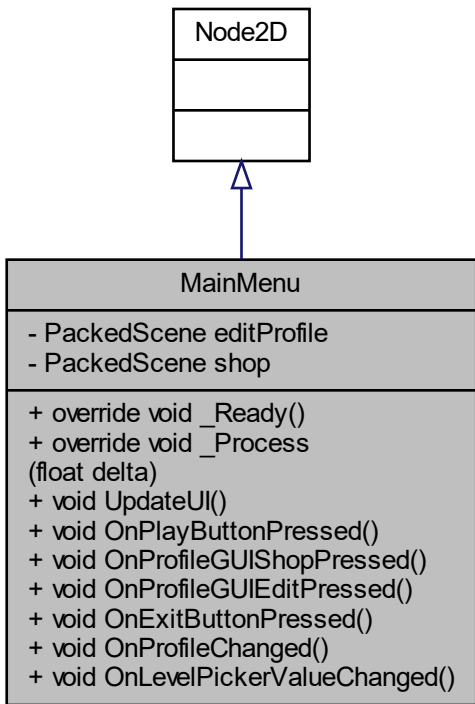 Node2D
MainMenu
- PackedScene editProfile
- PackedScene shop
+ override void _Ready()
+ override void _Process
(float delta)
+ void UpdateUI()
+ void OnPlayButtonPressed()
+ void OnProfileGUIShopPressed()
+ void OnProfileGUIEditPressed()
+ void OnExitButtonPressed()
+ void OnProfileChanged()
+ void OnLevelPickerValueChanged()